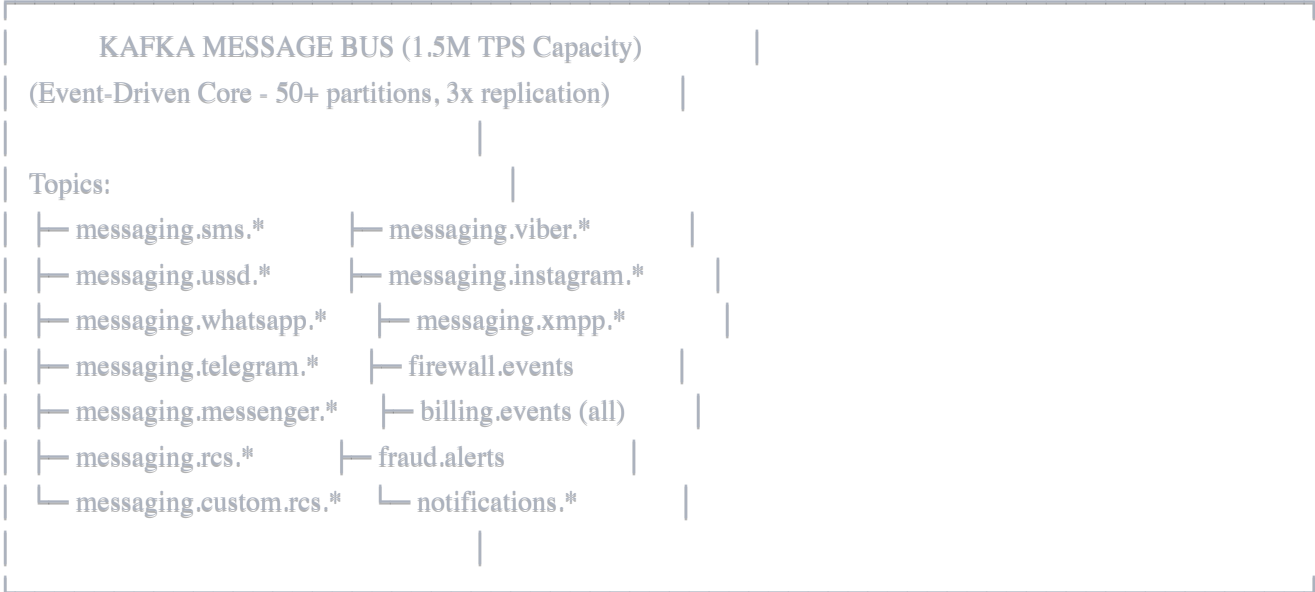 KAFKA MESSAGE BUS (1.5M TPS Capacity)
(Event-Driven Core - 50+ partitions, 3x replication)
Topics:
├─ messaging.sms.* ├─ messaging.viber.*
├─ messaging.ussd.* ├─ messaging.instagram.*
├─ messaging.whatsapp.* ├─ messaging.xmpp.*
├─ messaging.telegram.* ├─ firewall.events
├─ messaging.messenger.* ├─ billing.events (all)
├─ messaging.rcs.* ├─ fraud.alerts
└─ messaging.custom.rcs.* └─ notifications.*